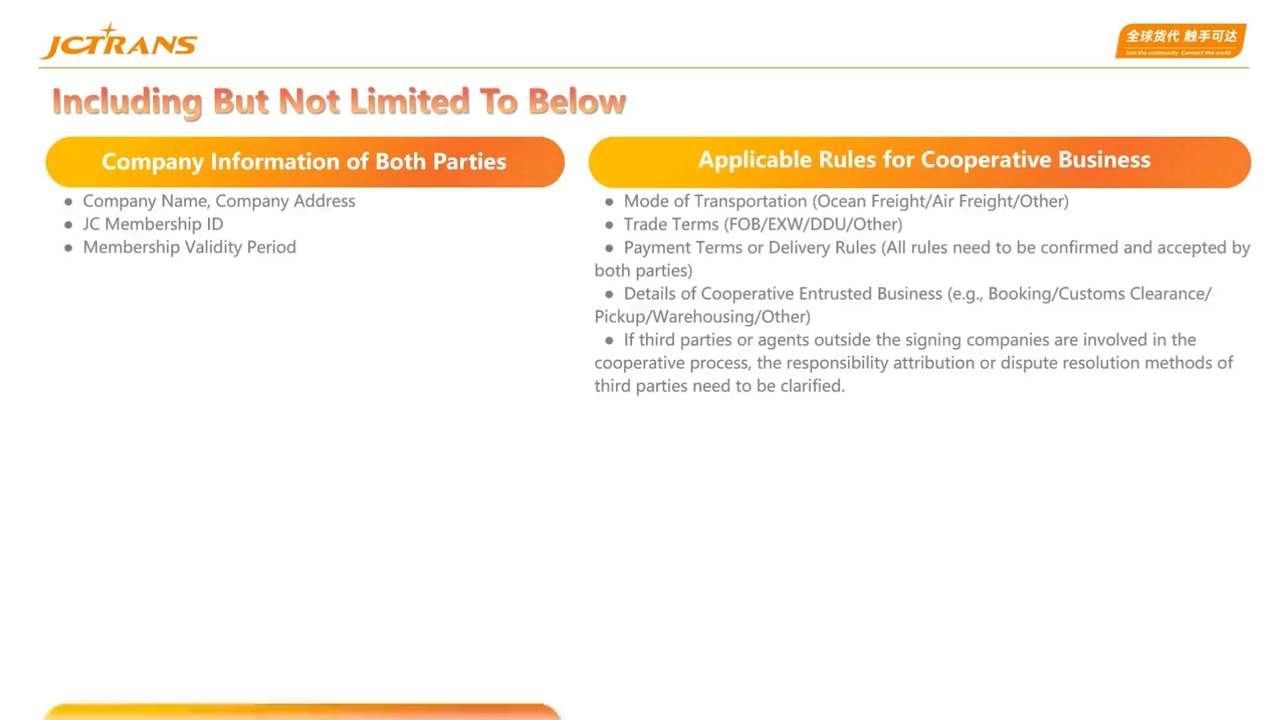 JCTRANS
全球货代 触手可达
Join the community Connect the world
Including But Not Limited To Below
Company Information of Both Parties
● Company Name, Company Address
● JC Membership ID
● Membership Validity Period
Applicable Rules for Cooperative Business
● Mode of Transportation (Ocean Freight/Air Freight/Other)
● Trade Terms (FOB/EXW/DDU/Other)
● Payment Terms or Delivery Rules (All rules need to be confirmed and accepted by
both parties)
● Details of Cooperative Entrusted Business (e.g., Booking/Customs Clearance/
Pickup/Warehousing/Other)
● If third parties or agents outside the signing companies are involved in the
cooperative process, the responsibility attribution or dispute resolution methods of
third parties need to be clarified.